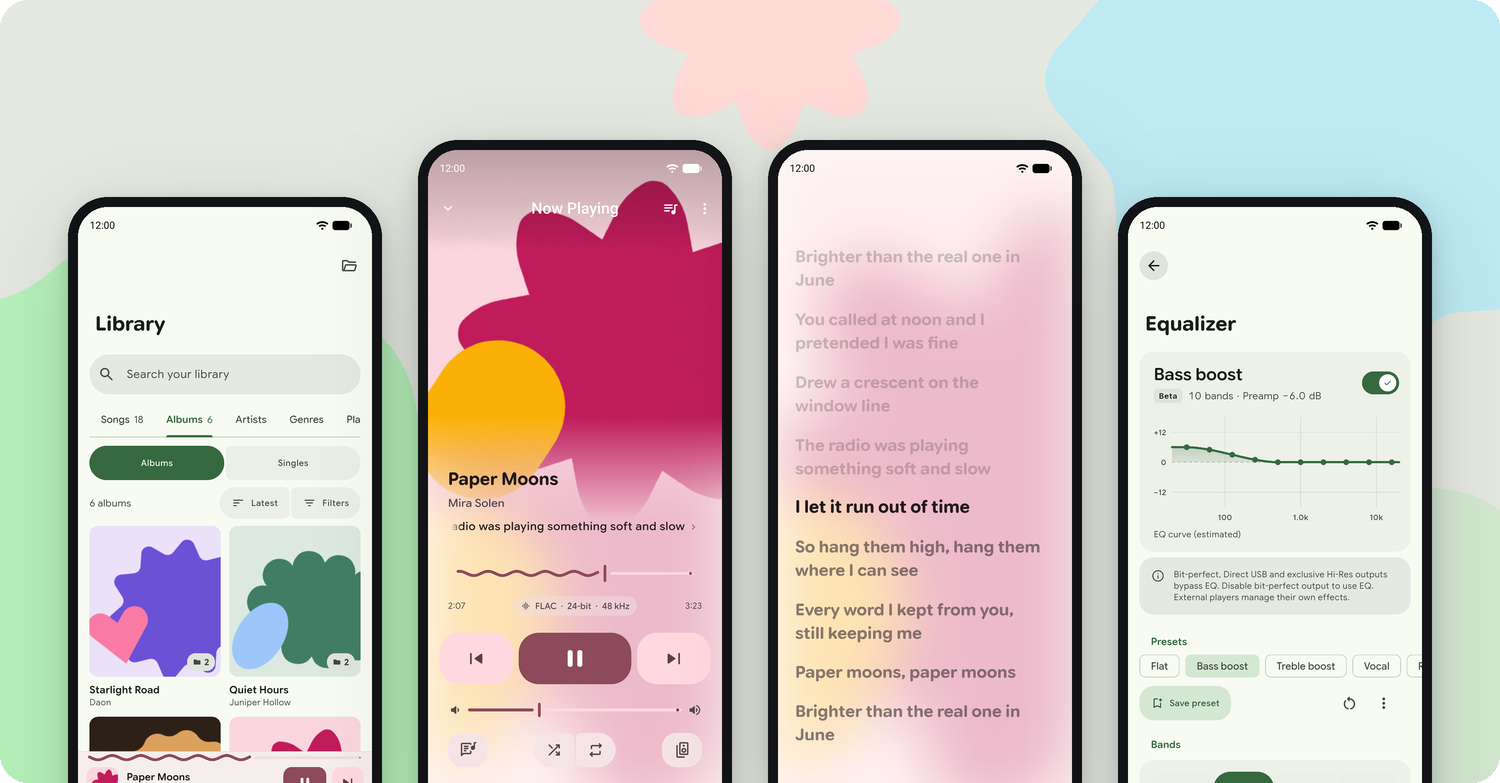 12:00
Library
Search your library
Songs 18 Albums 6 Artists Genres Pla
Albums Singles
6 albums Latest Filters
2 2
Starlight Road Quiet Hours
Daon Juniper Hollow
Paper Moons
12:00
Now Playing
Paper Moons
Mira Solen
adio was playing something soft and slow
2:07 FLAC · 24-bit · 48 kHz 3:23
12:00
Brighter than the real one in
June
You called at noon and I
pretended I was fine
Drew a crescent on the
window line
The radio was playing
something soft and slow
I let it run out of time
So hang them high, hang them
where I can see
Every word I kept from you,
still keeping me
Paper moons, paper moons
Brighter than the real one in
June
12:00
Equalizer
Bass boost
Beta 10 bands · Preamp −6.0 dB
+12
0
−12
100 1.0k 10k
EQ curve (estimated)
Bit-perfect, Direct USB and exclusive Hi-Res outputs
bypass EQ. Disable bit-perfect output to use EQ.
External players manage their own effects.
Presets
Flat Bass boost Treble boost Vocal
Save preset
Bands